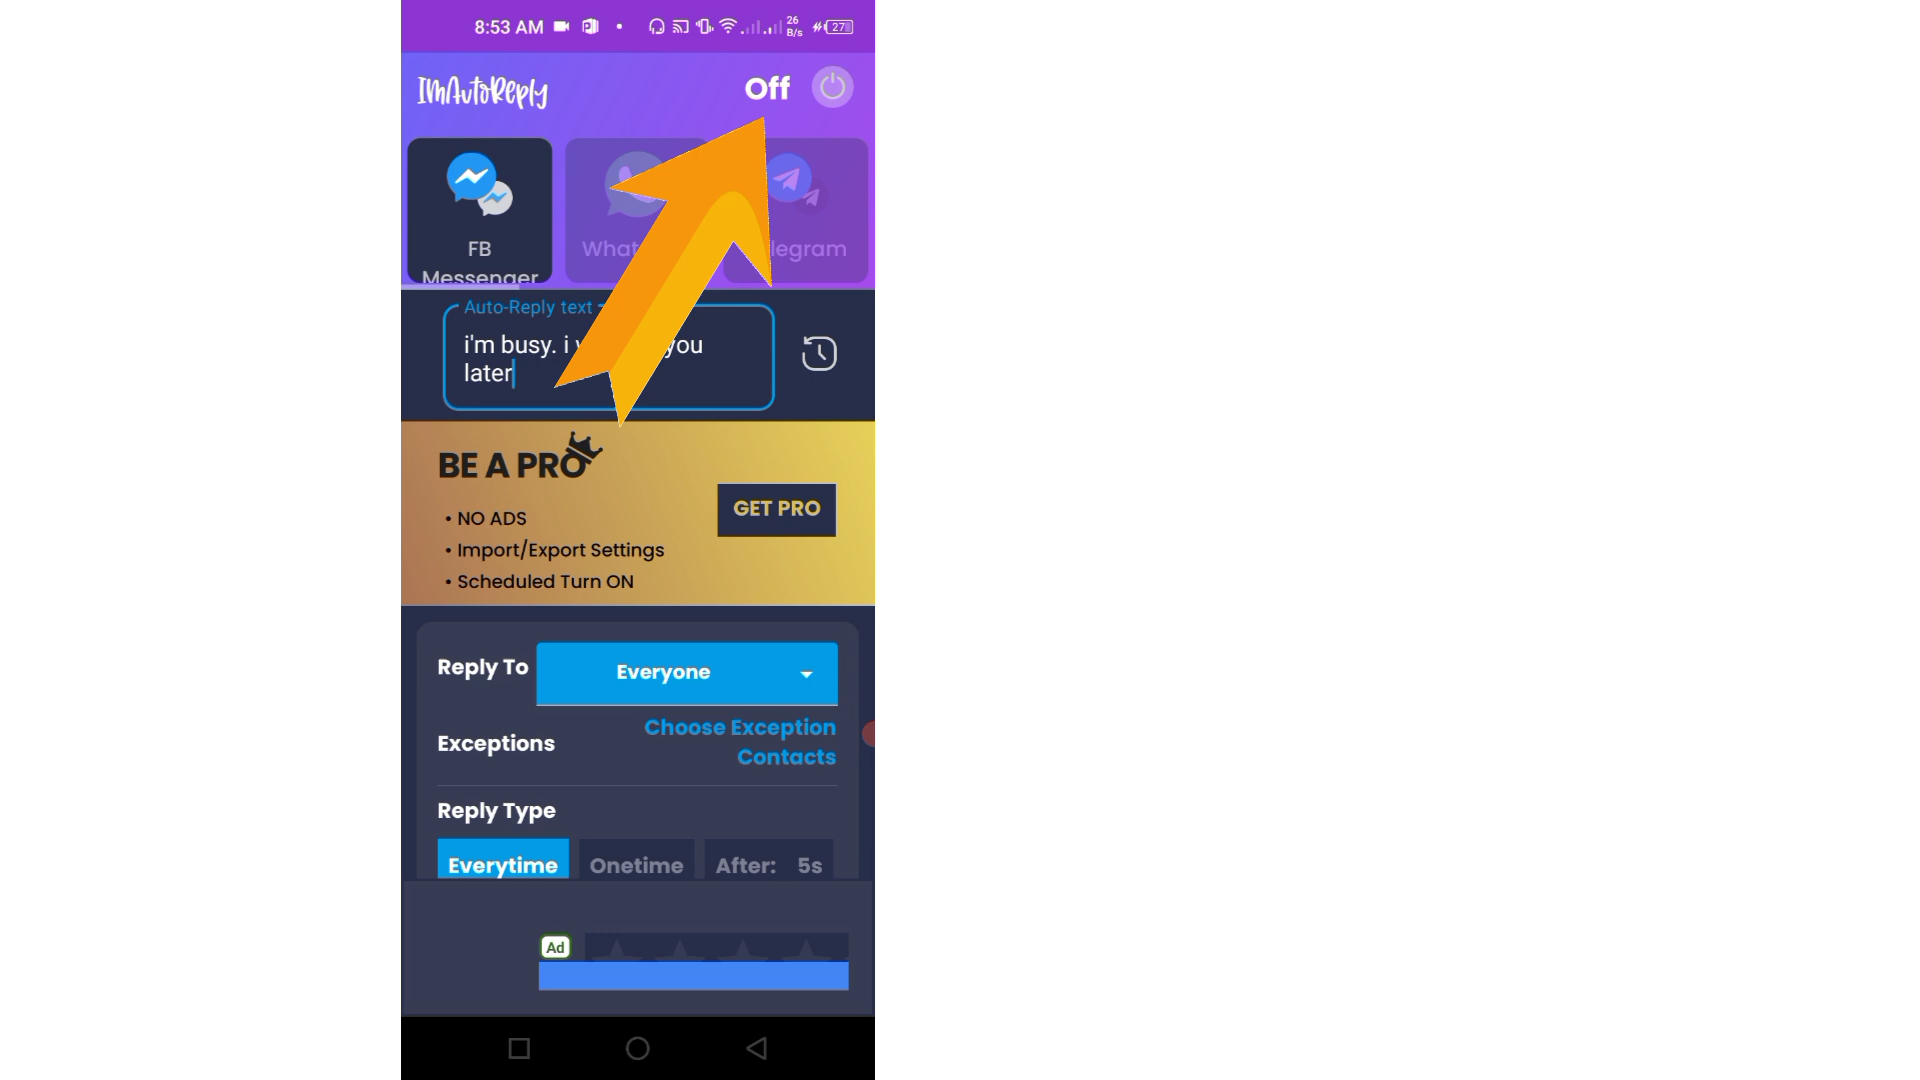 8:53 AM
26
B/s
27
IMAutoReply
Off
FB
Messenger
What
legram
Auto-Reply text
i'm busy. i you
later
BE A PRO
• NO ADS
• Import/Export Settings
• Scheduled Turn ON
GET PRO
Reply To
Everyone
Exceptions
Choose Exception
Contacts
Reply Type
Everytime
Onetime
After: 5s
Ad